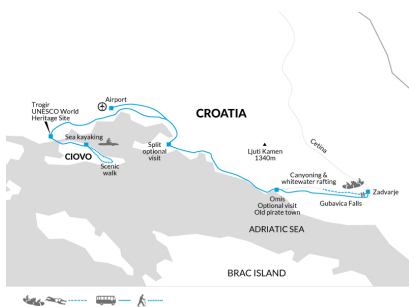 Airport
Trogir
UNESCO World
Heritage Site
CROATIA
Sea kayaking
CIOVO
Scenic
walk
Split
optional
visit
Ljuti Kamen
1340m
Cetina
Canyoning &
whitewater rafting
Zadvarje
Gubavica Falls
Omis
Optional visit
Old pirate town
ADRIATIC SEA
BRAC ISLAND